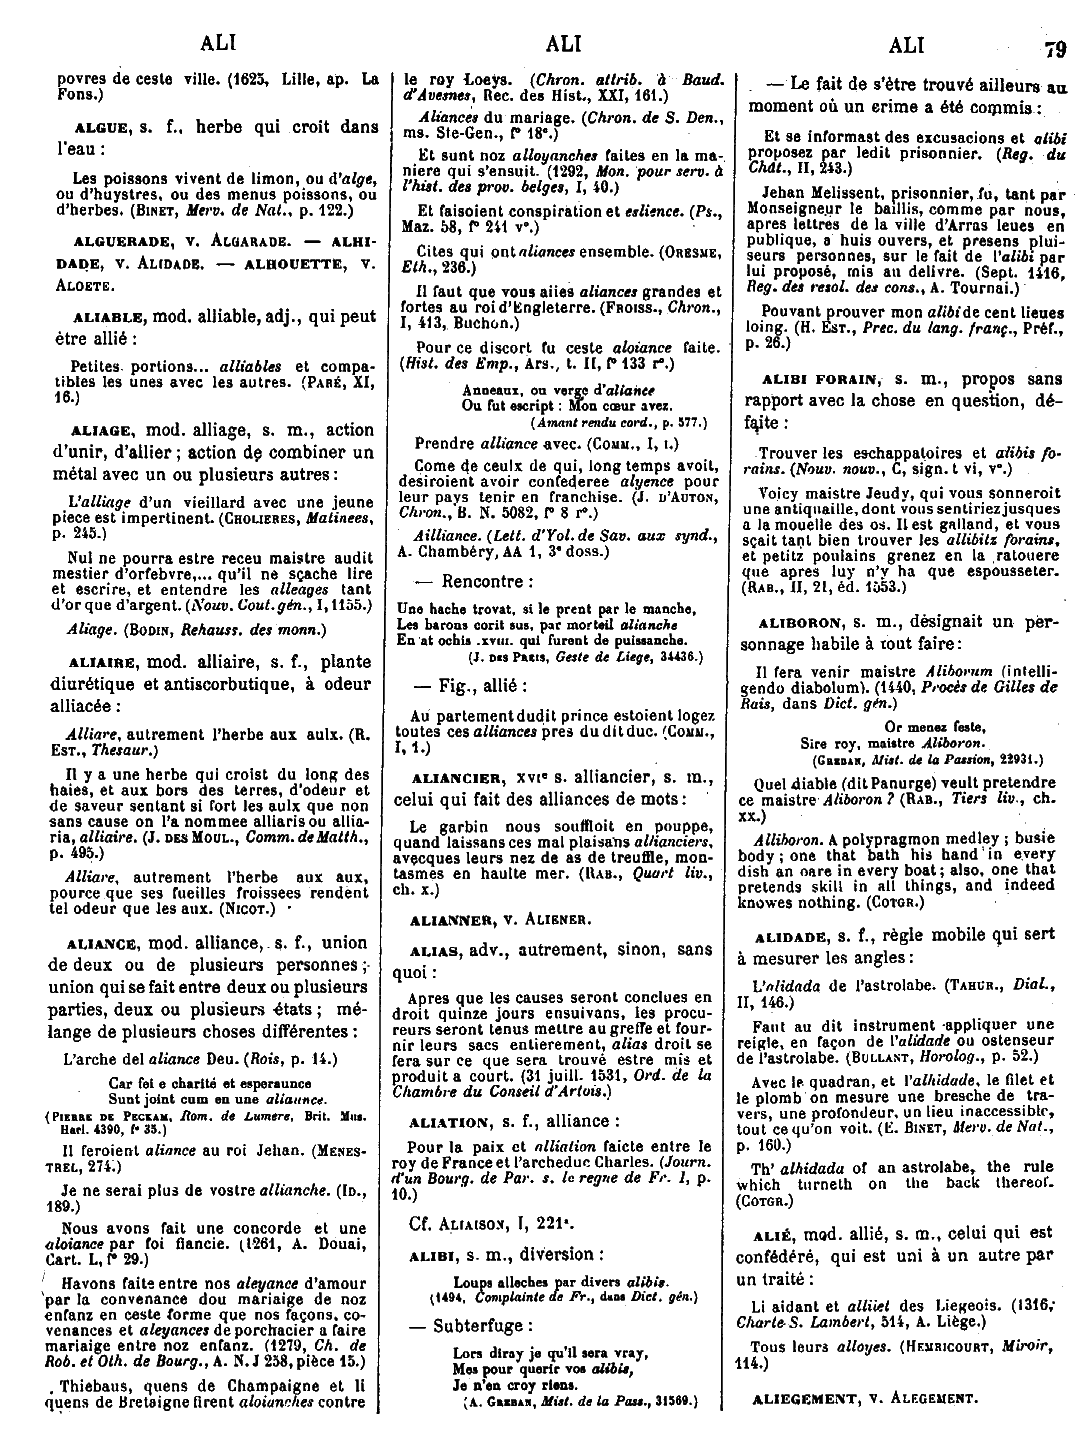 ALI
ALI
ALI
79
povres de ceste ville. (1625, Lille, ap. La
Fons.)
ALGUE, s. f., herbe qui croit dans
l'eau :
Les poissons vivent de limon, ou d'alge,
ou d'huystres, ou des menus poissons, ou
d'herbes. (BINET, Merv. de Nat., p. 122.)
ALGUERADE, V. ALGARADE. — ALHI-
DADE, V. ALIDADE. — ALHOUETTE, V.
ALOETE.
ALIABLE, mod. alliable, adj., qui peut
être allié :
Petites portions... alliables et compa-
tibles les unes avec les autres. (PARÉ, XI,
16.)
ALIAGE, mod. alliage, s. m., action
d'unir, d'allier ; action de combiner un
métal avec un ou plusieurs autres :
L'alliage d'un vieillard avec une jeune
piece est impertinent. (CHOLIERES, Matinees,
p. 245.)
Nul ne pourra estre receu maistre audit
mestier d'orfebvre,... qu'il ne sçache lire
et escrire, et entendre les alleages tant
d'or que d'argent. (Nouv. Cout. gén., I, 1155.)
Aliage. (BODIN, Rehauss. des monn.)
ALIAIRE, mod. alliaire, s. f., plante
diurétique et antiscorbutique, à odeur
alliacée :
Alliare, autrement l'herbe aux aulx. (R.
EST., Thesaur.)
Il y a une herbe qui croist du long des
haies, et aux bors des terres, d'odeur et
de saveur sentant si fort les aulx que non
sans cause on l'a nommee alliaris ou allia-
ria, alliaire. (J. DES MOUL., Comm. de Matth.,
p. 495.)
Alliare, autrement l'herbe aux aux,
pource que ses fueilles froissees rendent
tel odeur que les aux. (NICOT.)
ALIANCE, mod. alliance, s. f., union
de deux ou de plusieurs personnes ;
union qui se fait entre deux ou plusieurs
parties, deux ou plusieurs états ; mé-
lange de plusieurs choses différentes :
L'arche del aliance Deu. (Rois, p. 14.)
Car fei e charité et esperaunce
Sunt joint cum en une aliaunce.
(PIERRE DE PECKAM, Rom. de Lumere, Brit. Mus.
Harl. 4390, f° 35.)
Il feroient aliance au roi Jehan. (MENES-
TREL, 274.)
Je ne serai plus de vostre allianche. (ID.,
189.)
Nous avons fait une concorde et une
aloiance par foi fiancie. (1261, A. Douai,
Cart. L, f° 29.)
Havons faite entre nos aleyance d'amour
par la convenance dou mariaige de noz
enfanz en ceste forme que nos façons, co-
venances et aleyances de porchacier a faire
mariaige entre noz enfanz. (1279, Ch. de
Rob. et Oth. de Bourg., A. N. J 258, pièce 15.)
Thiebaus, quens de Champaigne et li
quens de Bretaigne firent aloianches contre
le roy Loeys. (Chron. attrib. à Baud.
d'Avesnes, Rec. des Hist., XXI, 161.)
Aliances du mariage. (Chron. de S. Den.,
ms. Ste-Gen., f° 18°.)
Et sunt noz alloyanches faites en la ma-
niere qui s'ensuit. (1292, Mon. pour serv. à
l'hist. des prov. belges, I, 40.)
Et faisoient conspiration et eslience. (Ps.,
Maz. 58, f° 241 v°.)
Cites qui ont aliances ensemble. (ORESME,
Eth., 236.)
Il faut que vous aiies aliances grandes et
fortes au roi d'Engleterre. (FROISS., Chron.,
I, 413, Buchon.)
Pour ce discort fu ceste aloiance faite.
(Hist. des Emp., Ars., t. II, f° 133 r°.)
Anneaux, ou verge d'aliance
Ou fut escript : Mon cœur avez.
(Amant rendu cord., p. 577.)
Prendre alliance avec. (COMM., I, I.)
Come de ceulx de qui, long temps avoit,
desiroient avoir confederee alyence pour
leur pays tenir en franchise. (J. D'AUTON,
Chron., B. N. 5082, f° 8 r°.)
Ailliance. (Lett. d'Yol. de Sav. aux synd.,
A. Chambéry, AA 1, 3° doss.)
— Rencontre :
Une hache trovat, si le prent par le manche,
Les barons corit sus, par morteil alianche
En at ochis .XVIII. qui furent de puissanche.
(J. DES PREIS, Geste de Liege, 34436.)
— Fig., allié :
Au partement dudit prince estoient logez
toutes ces alliances pres du dit duc. (COMM.,
I, 1.)
ALIANCIER, XVIe s. alliancier, s. m.,
celui qui fait des alliances de mots :
Le garbin nous souffloit en pouppe,
quand laissans ces mal plaisans allianciers,
avecques leurs nez de as de treuffle, mon-
tasmes en haulte mer. (RAB., Quart liv.,
ch. X.)
ALIANNER, V. ALIENER.
ALIAS, adv., autrement, sinon, sans
quoi :
Apres que les causes seront conclues en
droit quinze jours ensuivans, les procu-
reurs seront tenus mettre au greffe et four-
nir leurs sacs entierement, alias droit se
fera sur ce que sera trouvé estre mis et
produit a court. (31 juill. 1531, Ord. de la
Chambre du Conseil d'Artois.)
ALIATION, s. f., alliance :
Pour la paix et alliation faicte entre le
roy de France et l'archeduc Charles. (Journ.
d'un Bourg. de Par. s. le regne de Fr. I, p.
10.)
Cf. ALIAISON, I, 221ª.
ALIBI, s. m., diversion :
Loups alleches par divers alibis.
(1494, Complainte de Fr., dans Dict. gén.)
— Subterfuge :
Lors diray je qu'il sera vray,
Mes pour querir vos alibis,
Je n'en croy riens.
(A. GREBAN, Mist. de la Pass., 31569.)
— Le fait de s'être trouvé ailleurs au
moment où un crime a été commis :
Et se informast des excusacions et alibi
proposez par ledit prisonnier. (Reg. du
Chât., II, 243.)
Jehan Melissent, prisonnier, fu, tant par
Monseigneur le baillis, comme par nous,
apres lettres de la ville d'Arras leues en
publique, a huis ouvers, et presens plui-
seurs personnes, sur le fait de l'alibi par
lui proposé, mis au delivre. (Sept. 1416,
Reg. des resol. des cons., A. Tournai.)
Pouvant prouver mon alibi de cent lieues
loing. (H. EST., Prec. du lang. franç., Préf.,
p. 26.)
ALIBI FORAIN, s. m., propos sans
rapport avec la chose en question, dé-
faite :
Trouver les eschappatoires et alibis fo-
rains. (Nouv. nouv., C, sign. t vi, v°.)
Voicy maistre Jeudy, qui vous sonneroit
une antiquaille, dont vous sentiriez jusques
a la mouelle des os. Il est galland, et vous
sçait tant bien trouver les allibitz forains,
et petitz poulains grenez en la ratouere
que apres luy n'y ha que espousseter.
(RAB., II, 21, éd. 1553.)
ALIBORON, s. m., désignait un per-
sonnage habile à tout faire :
Il fera venir maistre Aliborum (intelli-
gendo diabolum). (1440, Procès de Gilles de
Rais, dans Dict. gén.)
Or menez feste,
Sire roy, maistre Aliboron.
(GREBAN, Mist. de la Passion, 22931.)
Quel diable (dit Panurge) veult pretendre
ce maistre Aliboron ? (RAB., Tiers liv., ch.
XX.)
Alliboron. A polypragmon medley ; busie
body ; one that hath his hand in every
dish an oare in every boat ; also, one that
pretends skill in all things, and indeed
knowes nothing. (COTGR.)
ALIDADE, s. f., règle mobile qui sert
à mesurer les angles :
L'alidada de l'astrolabe. (TAHUR., Dial.,
II, 146.)
Faut au dit instrument appliquer une
reigle, en façon de l'alidade ou ostenseur
de l'astrolabe. (BULLANT, Horolog., p. 52.)
Avec le quadran, et l'alhidade, le filet et
le plomb on mesure une bresche de tra-
vers, une profondeur, un lieu inaccessible,
tout ce qu'on voit. (E. BINET, Merv. de Nat.,
p. 160.)
Th' alhidada of an astrolabe, the rule
which turneth on the back thereof.
(COTGR.)
ALIÉ, mod. allié, s. m., celui qui est
confédéré, qui est uni à un autre par
un traité :
Li aidant et alliiet des Liegeois. (1316,
Charte S. Lambert, 514, A. Liège.)
Tous leurs alloyes. (HEMRICOURT, Miroir,
114.)
ALIEGEMENT, V. ALEGEMENT.